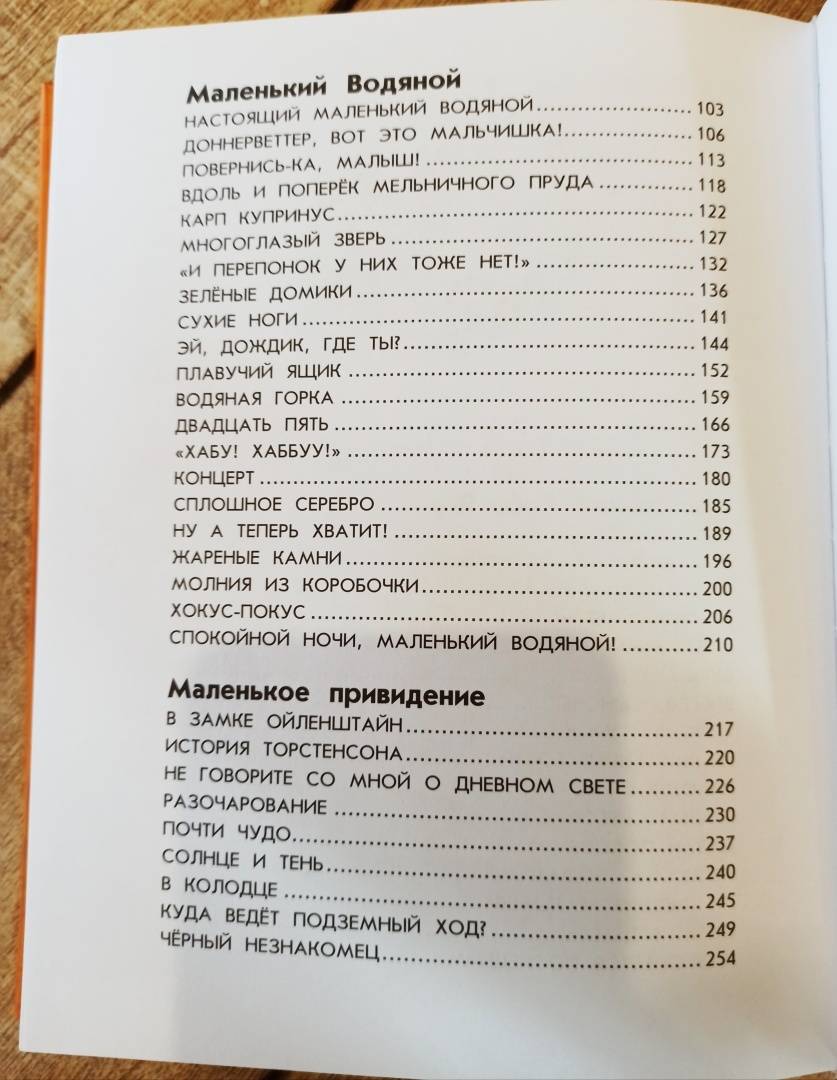 Маленький Водяной
НАСТОЯЩИЙ МАЛЕНЬКИЙ ВОДЯНОЙ 103
ДОННЕРВЕТТЕР, ВОТ ЭТО МАЛЬЧИШКА! 106
ПОВЕРНИСЬ-КА, МАЛЫШ! 113
ВДОЛЬ И ПОПЕРЁК МЕЛЬНИЧНОГО ПРУДА 118
КАРП КУПРИНУС 122
МНОГОГЛАЗЫЙ ЗВЕРЬ 127
«И ПЕРЕПОНОК У НИХ ТОЖЕ НЕТ!» 132
ЗЕЛЁНЫЕ ДОМИКИ 136
СУХИЕ НОГИ 141
ЭЙ, ДОЖДИК, ГДЕ ТЫ? 144
ПЛАВУЧИЙ ЯЩИК 152
ВОДЯНАЯ ГОРКА 159
ДВАДЦАТЬ ПЯТЬ 166
«ХАБУ! ХАББУУ!» 173
КОНЦЕРТ 180
СПЛОШНОЕ СЕРЕБРО 185
НУ А ТЕПЕРЬ ХВАТИТ! 189
ЖАРЕНЫЕ КАМНИ 196
МОЛНИЯ ИЗ КОРОБОЧКИ 200
ХОКУС-ПОКУС 206
СПОКОЙНОЙ НОЧИ, МАЛЕНЬКИЙ ВОДЯНОЙ! 210
Маленькое привидение
В ЗАМКЕ ОЙЛЕНШТАЙН 217
ИСТОРИЯ ТОРСТЕНСОНА 220
НЕ ГОВОРИТЕ СО МНОЙ О ДНЕВНОМ СВЕТЕ 226
РАЗОЧАРОВАНИЕ 230
ПОЧТИ ЧУДО 237
СОЛНЦЕ И ТЕНЬ 240
В КОЛОДЦЕ 245
КУДА ВЕДЁТ ПОДЗЕМНЫЙ ХОД? 249
ЧЁРНЫЙ НЕЗНАКОМЕЦ 254